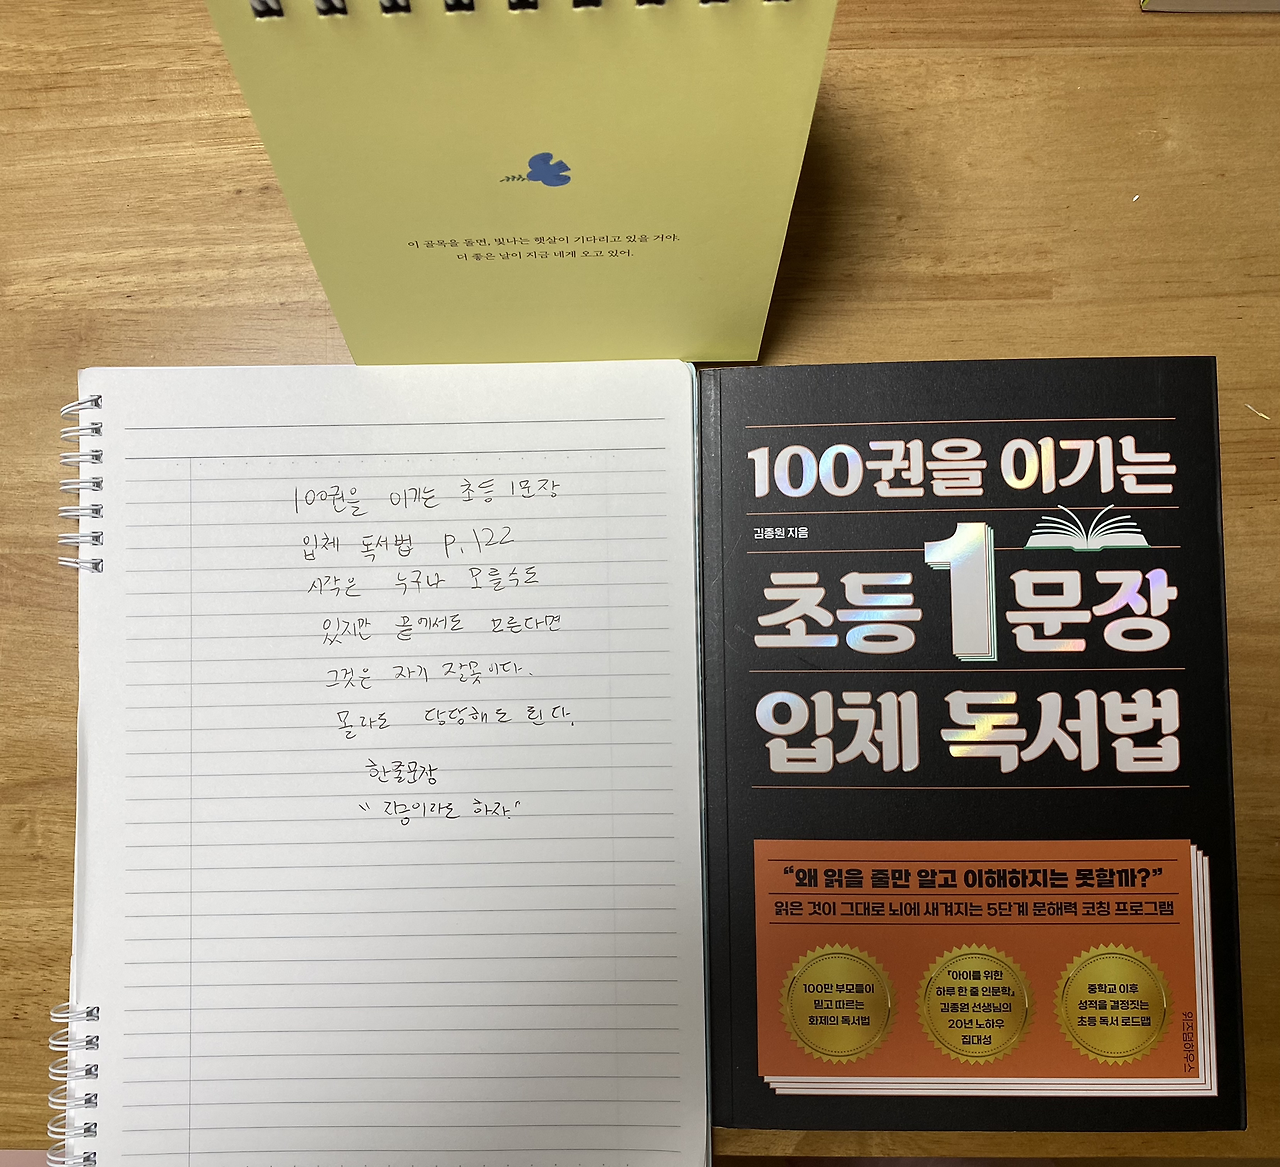 이 골목을 돌면, 빛나는 햇살이 기다리고 있을 거야.
더 좋은 날이 지금 네게 오고 있어.
100권을 이기는 초등 1문장
입체 독서법 p.122
시작은 누구나 모를수도
있지만 끝에서도 모른다면
그것은 자기 잘못이다.
몰라도 당당해도 된다.
한줄문장
"지금이라도 하자."
100권을 이기는
김종원 지음
초등 1문장
입체 독서법
“왜 읽을 줄만 알고 이해하지는 못할까?”
읽은 것이 그대로 뇌에 새겨지는 5단계 문해력 코칭 프로그램
100만 부모들이
믿고 따르는
화제의 독서법
『아이를 위한
하루 한 줄 인문학』
김종원 선생님의
20년 노하우
집대성
중학교 이후
성적을 결정짓는
초등 독서 로드맵
위즈덤하우스